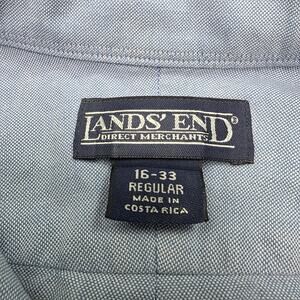 LANDS' END®
DIRECT MERCHANTS
16-33
REGULAR
MADE IN
COSTA RICA